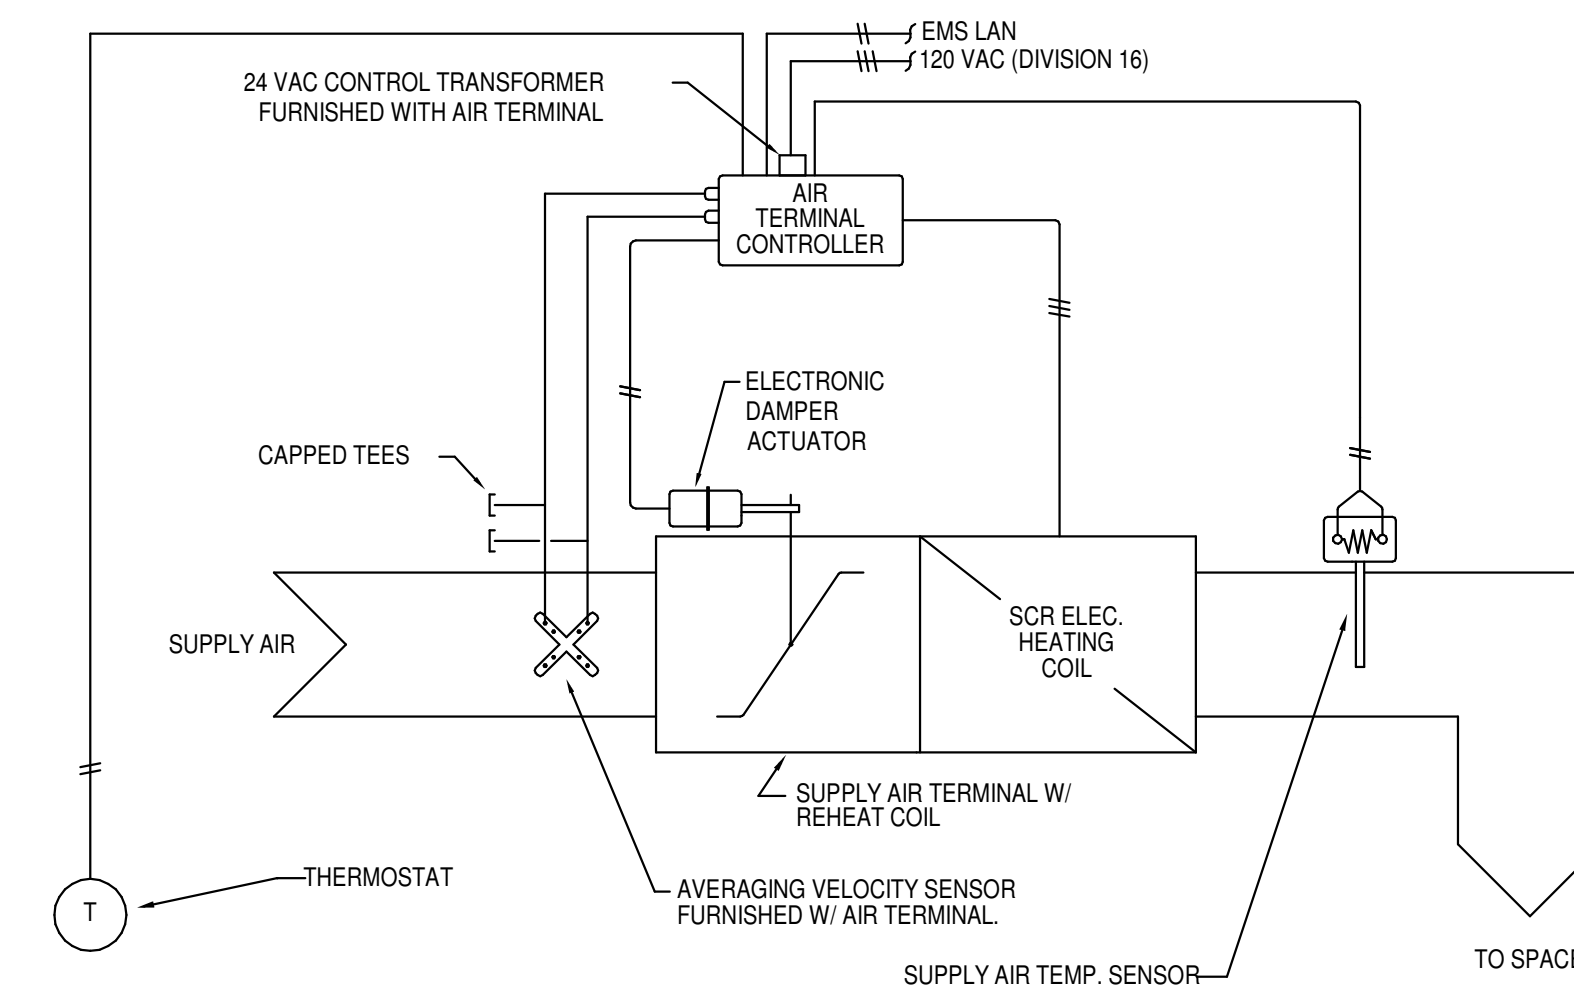 EMS LAN
120 VAC (DIVISION 16)
24 VAC CONTROL TRANSFORMER
FURNISHED WITH AIR TERMINAL
AIR
TERMINAL
CONTROLLER
ELECTRONIC
DAMPER
ACTUATOR
CAPPED TEES
SUPPLY AIR
SCR ELEC.
HEATING
COIL
SUPPLY AIR TERMINAL W/
REHEAT COIL
THERMOSTAT
T
AVERAGING VELOCITY SENSOR
FURNISHED W/ AIR TERMINAL.
SUPPLY AIR TEMP. SENSOR
TO SPACE